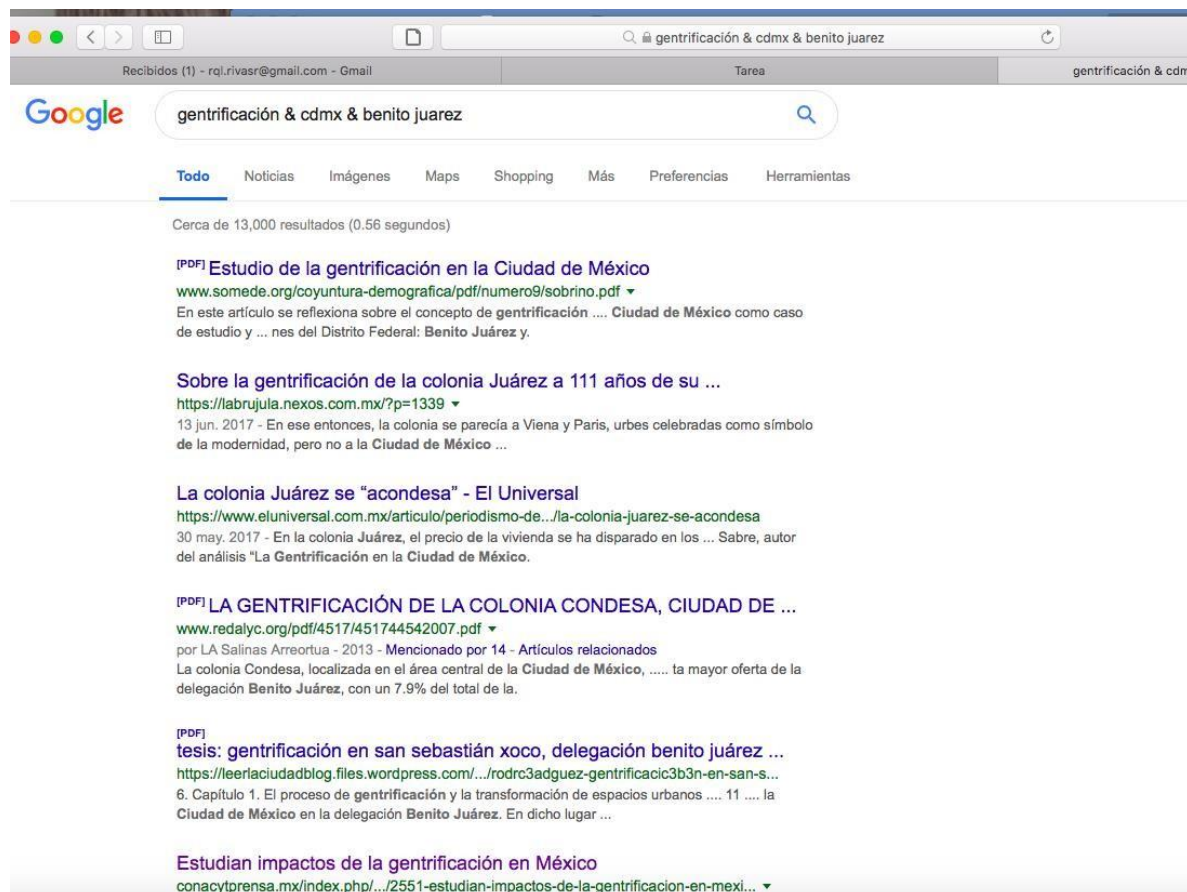 gentrificación & cdmx & benito juarez
Recibidos (1) - rql.rivasr@gmail.com - Gmail
Tarea
gentrificación & cdm
Google
gentrificación & cdmx & benito juarez
Todo Noticias Imágenes Maps Shopping Más Preferencias Herramientas
Cerca de 13,000 resultados (0.56 segundos)
[PDF] Estudio de la gentrificación en la Ciudad de México
www.somede.org/coyuntura-demografica/pdf/numero9/sobrino.pdf
En este artículo se reflexiona sobre el concepto de gentrificación .... Ciudad de México como caso
de estudio y ... nes del Distrito Federal: Benito Juárez y.
Sobre la gentrificación de la colonia Juárez a 111 años de su ...
https://labrujula.nexos.com.mx/?p=1339
13 jun. 2017 - En ese entonces, la colonia se parecía a Viena y Paris, urbes celebradas como símbolo
de la modernidad, pero no a la Ciudad de México ...
La colonia Juárez se “acondesa” - El Universal
https://www.eluniversal.com.mx/articulo/periodismo-de.../la-colonia-juarez-se-acondesa
30 may. 2017 - En la colonia Juárez, el precio de la vivienda se ha disparado en los ... Sabre, autor
del análisis “La Gentrificación en la Ciudad de México.
[PDF] LA GENTRIFICACIÓN DE LA COLONIA CONDESA, CIUDAD DE ...
www.redalyc.org/pdf/4517/451744542007.pdf
por LA Salinas Arreortua - 2013 - Mencionado por 14 - Artículos relacionados
La colonia Condesa, localizada en el área central de la Ciudad de México, ..... ta mayor oferta de la
delegación Benito Juárez, con un 7.9% del total de la.
[PDF]
tesis: gentrificación en san sebastián xoco, delegación benito juárez ...
https://leerlaciudadblog.files.wordpress.com/.../rodrc3adguez-gentrificacic3b3n-en-san-s...
6. Capítulo 1. El proceso de gentrificación y la transformación de espacios urbanos .... 11 .... la
Ciudad de México en la delegación Benito Juárez. En dicho lugar ...
Estudian impactos de la gentrificación en México
conacytprensa.mx/index.php/.../2551-estudian-impactos-de-la-gentrificacion-en-mexi...